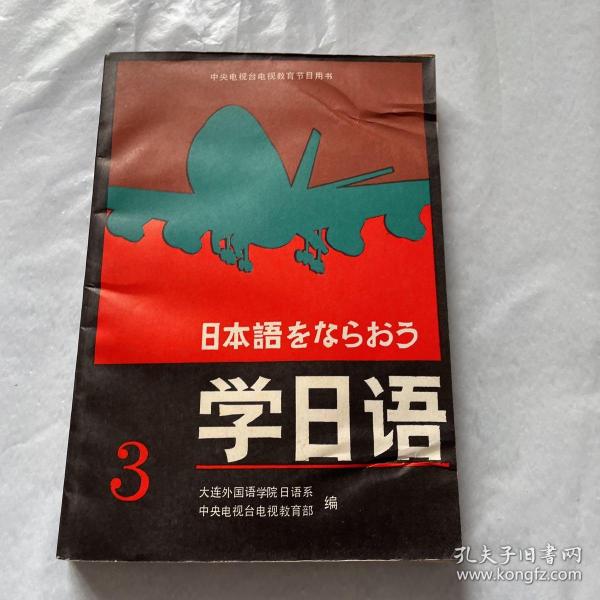 中央电视台电视教育节目用书
日本語をならおう
学日语
3
大连外国语学院日语系
中央电视台电视教育部
编
孔夫子旧书网
www.kongfz.com